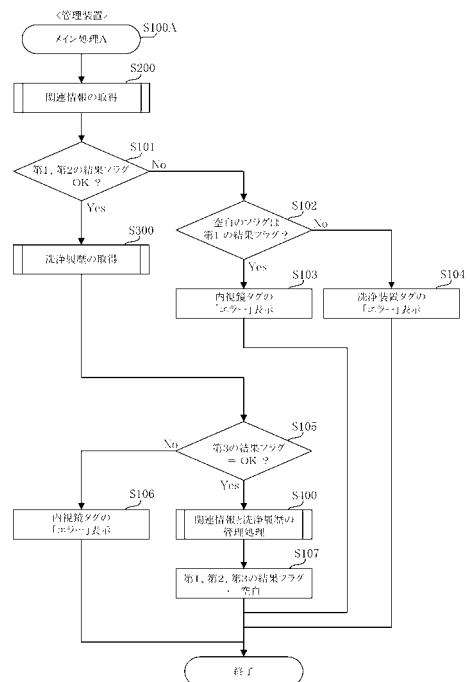 <管理装置>
メイン処理A
S100A
S200
関連情報の取得
S101
第1、第2の結果フラグ
OK ?
No
Yes
S102
空白のフラグは
第1の結果フラグ?
No
Yes
S300
洗浄履歴の取得
S103
内視鏡タグの
「エラー」表示
S104
洗浄装置タグの
「エラー」表示
S105
第3の結果フラグ
= OK ?
No
Yes
S106
内視鏡タグの
「エラー」表示
S400
関連情報と洗浄履歴の
管理処理
S107
第1、第2、第3の結果フラグ
空白
終了